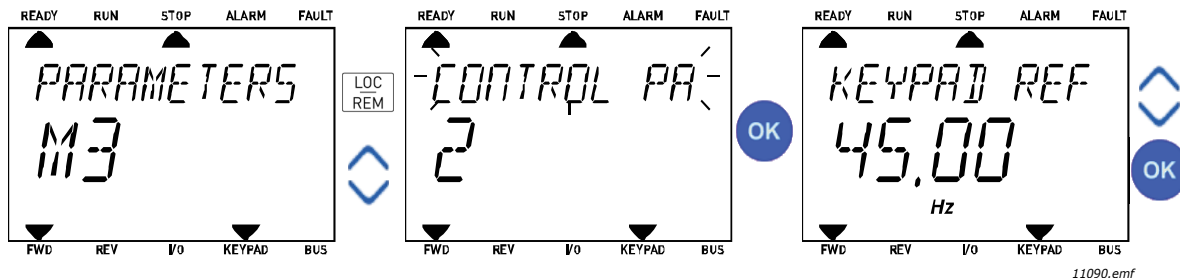 READY RUN STOP ALARM FAULT
PARAMETERS
M3
FWD REV I/O KEYPAD BUS
LOC
REM
READY RUN STOP ALARM FAULT
CONTROL PA
2
FWD REV I/O KEYPAD BUS
OK
READY RUN STOP ALARM FAULT
KEYPAD REF
45.00
Hz
FWD REV I/O KEYPAD BUS
OK
11090.emf